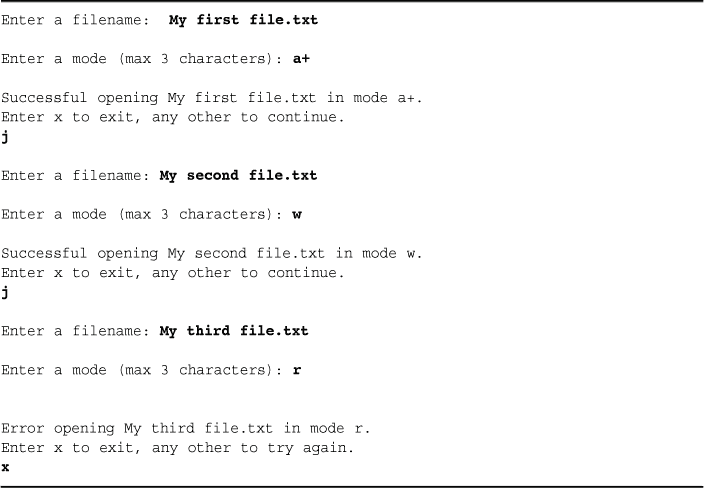 Enter a filename:  My first file.txt
Enter a mode (max 3 characters): a+
Successful opening My first file.txt in mode a+.
Enter x to exit, any other to continue.
j
Enter a filename: My second file.txt
Enter a mode (max 3 characters): w
Successful opening My second file.txt in mode w.
Enter x to exit, any other to continue.
j
Enter a filename: My third file.txt
Enter a mode (max 3 characters): r
Error opening My third file.txt in mode r.
Enter x to exit, any other to try again.
x